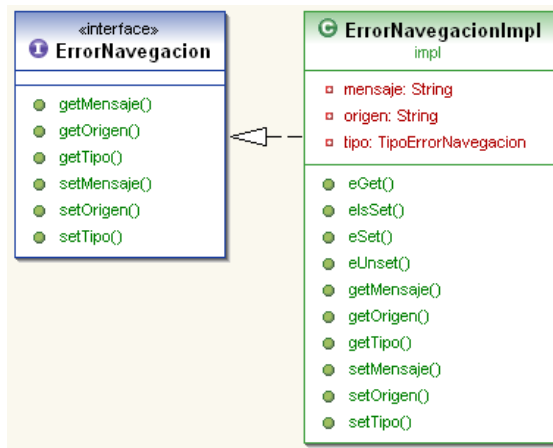 «interface»
I ErrorNavegacion
getMensaje()
getOrigen()
getTipo()
setMensaje()
setOrigen()
setTipo()
C ErrorNavegacionImpl
impl
mensaje: String
origen: String
tipo: TipoErrorNavegacion
eGet()
eIsSet()
eSet()
eUnset()
getMensaje()
getOrigen()
getTipo()
setMensaje()
setOrigen()
setTipo()